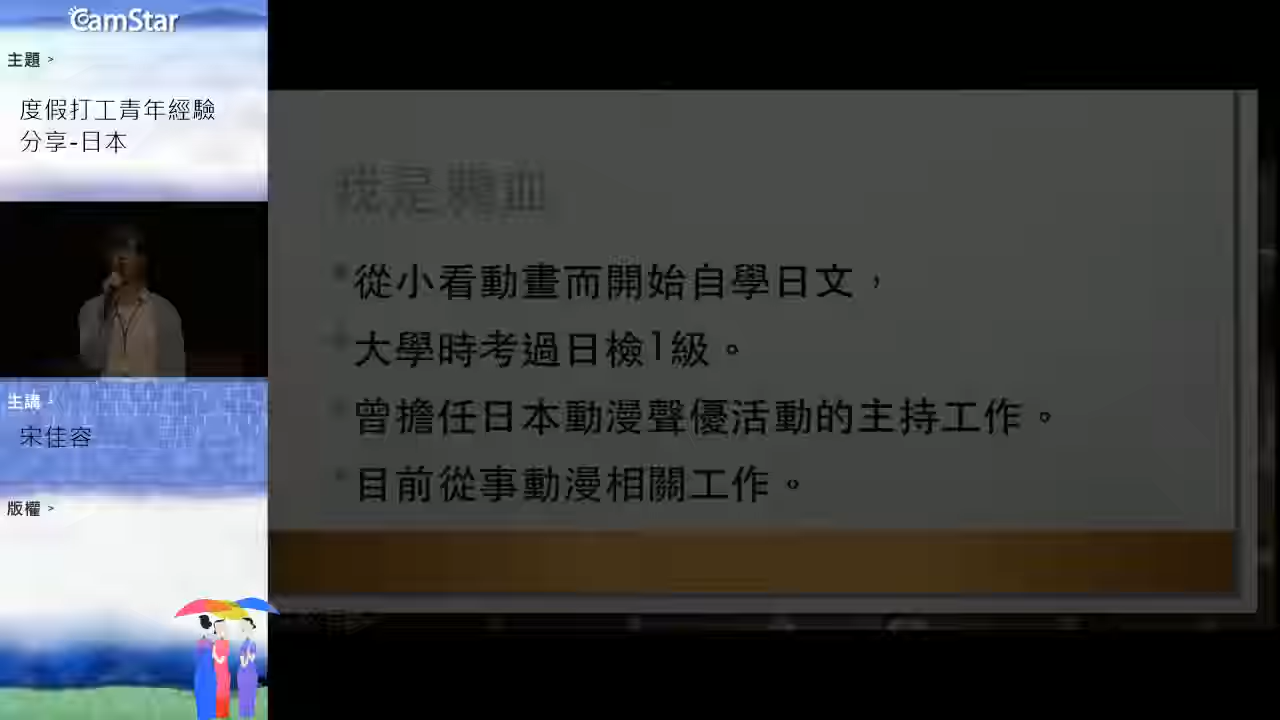 CamStar
主題 >
度假打工青年經驗
分享-日本
主講 >
宋佳容
版權 >
從小看動畫而開始自學日文，
大學時考過日檢1級。
曾擔任日本動漫聲優活動的主持工作。
目前從事動漫相關工作。